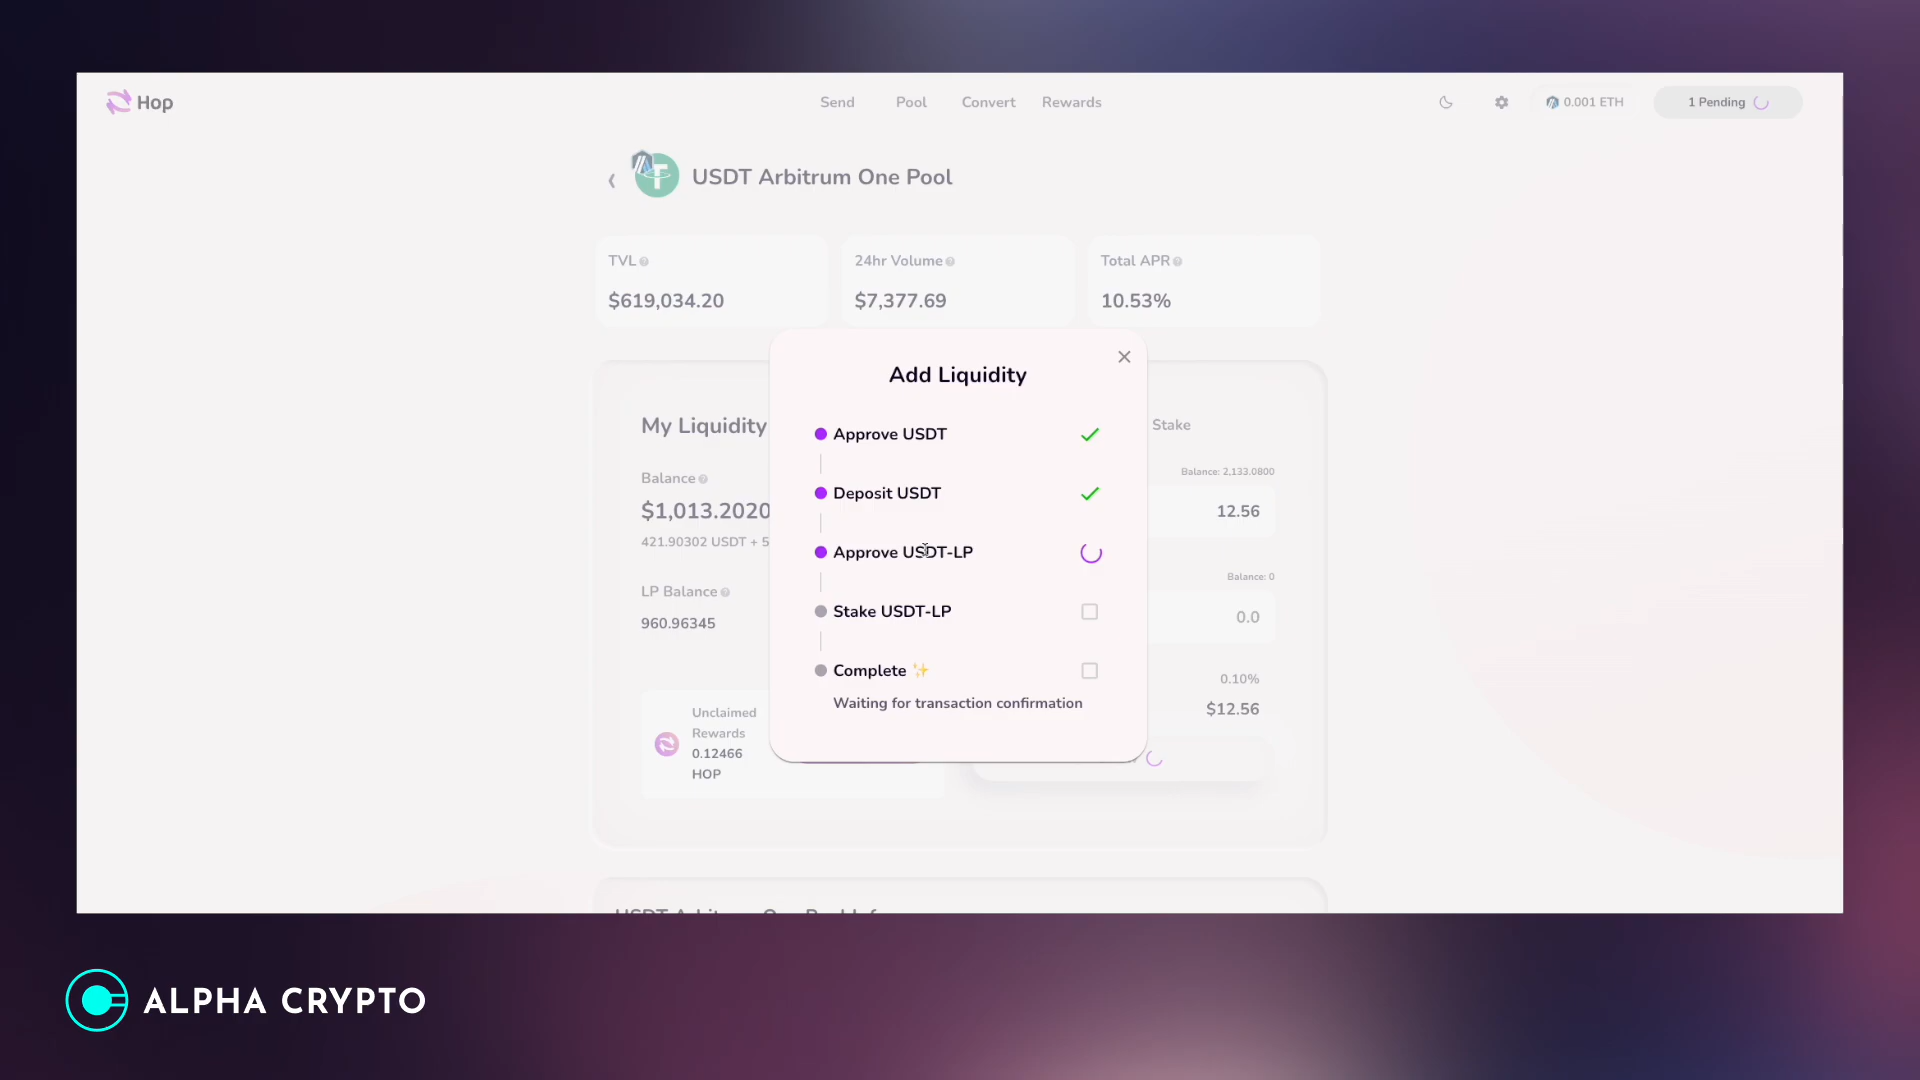 Hop
Send Pool Convert Rewards
0.001 ETH
1 Pending
USDT Arbitrum One Pool
TVL
$619,034.20
24hr Volume
$7,377.69
Total APR
10.53%
My Liquidity
Balance
$1,013.2020
421.90302 USDT + 5
LP Balance
960.96345
Unclaimed
Rewards
0.12466
HOP
Add Liquidity
Approve USDT
Deposit USDT
Approve USDT-LP
Stake USDT-LP
Complete ✨
Waiting for transaction confirmation
Stake
Balance: 2,133.0800
12.56
Balance: 0
0.0
0.10%
$12.56
ALPHA CRYPTO